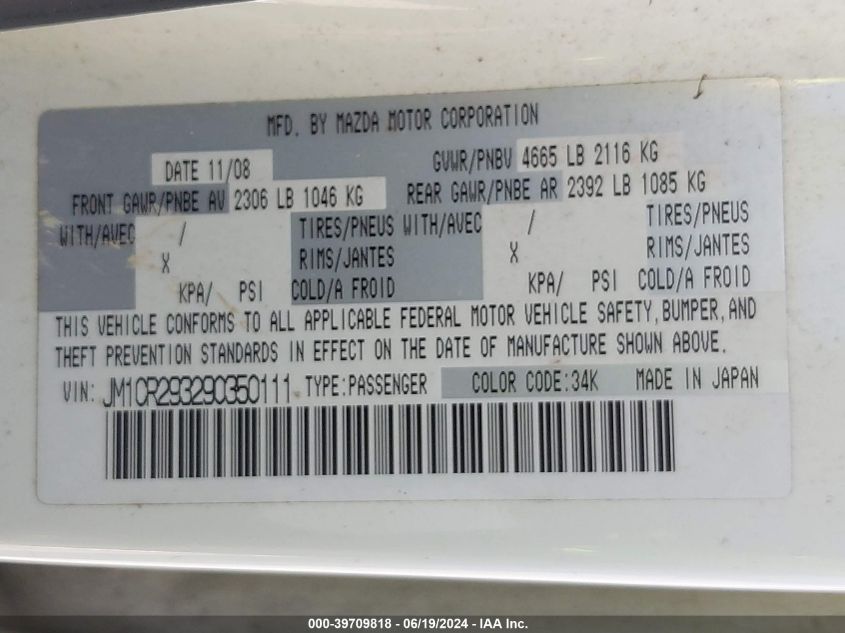 MFD. BY MAZDA MOTOR CORPORATION
DATE 11/08 GVWR/PNBV 4665 LB 2116 KG
FRONT GAWR/PNBE AV 2306 LB 1046 KG REAR GAWR/PNBE AR 2392 LB 1085 KG
WITH/AVEC / TIRES/PNEUS WITH/AVEC / TIRES/PNEUS
X RIMS/JANTES X RIMS/JANTES
KPA/ PSI COLD/A FROID KPA/ PSI COLD/A FROID
THIS VEHICLE CONFORMS TO ALL APPLICABLE FEDERAL MOTOR VEHICLE SAFETY, BUMPER, AND
THEFT PREVENTION STANDARDS IN EFFECT ON THE DATE OF MANUFACTURE SHOWN ABOVE.
VIN: JM1CR293290350111 TYPE:PASSENGER COLOR CODE:34K MADE IN JAPAN
000-39709818 - 06/19/2024 - IAA Inc.